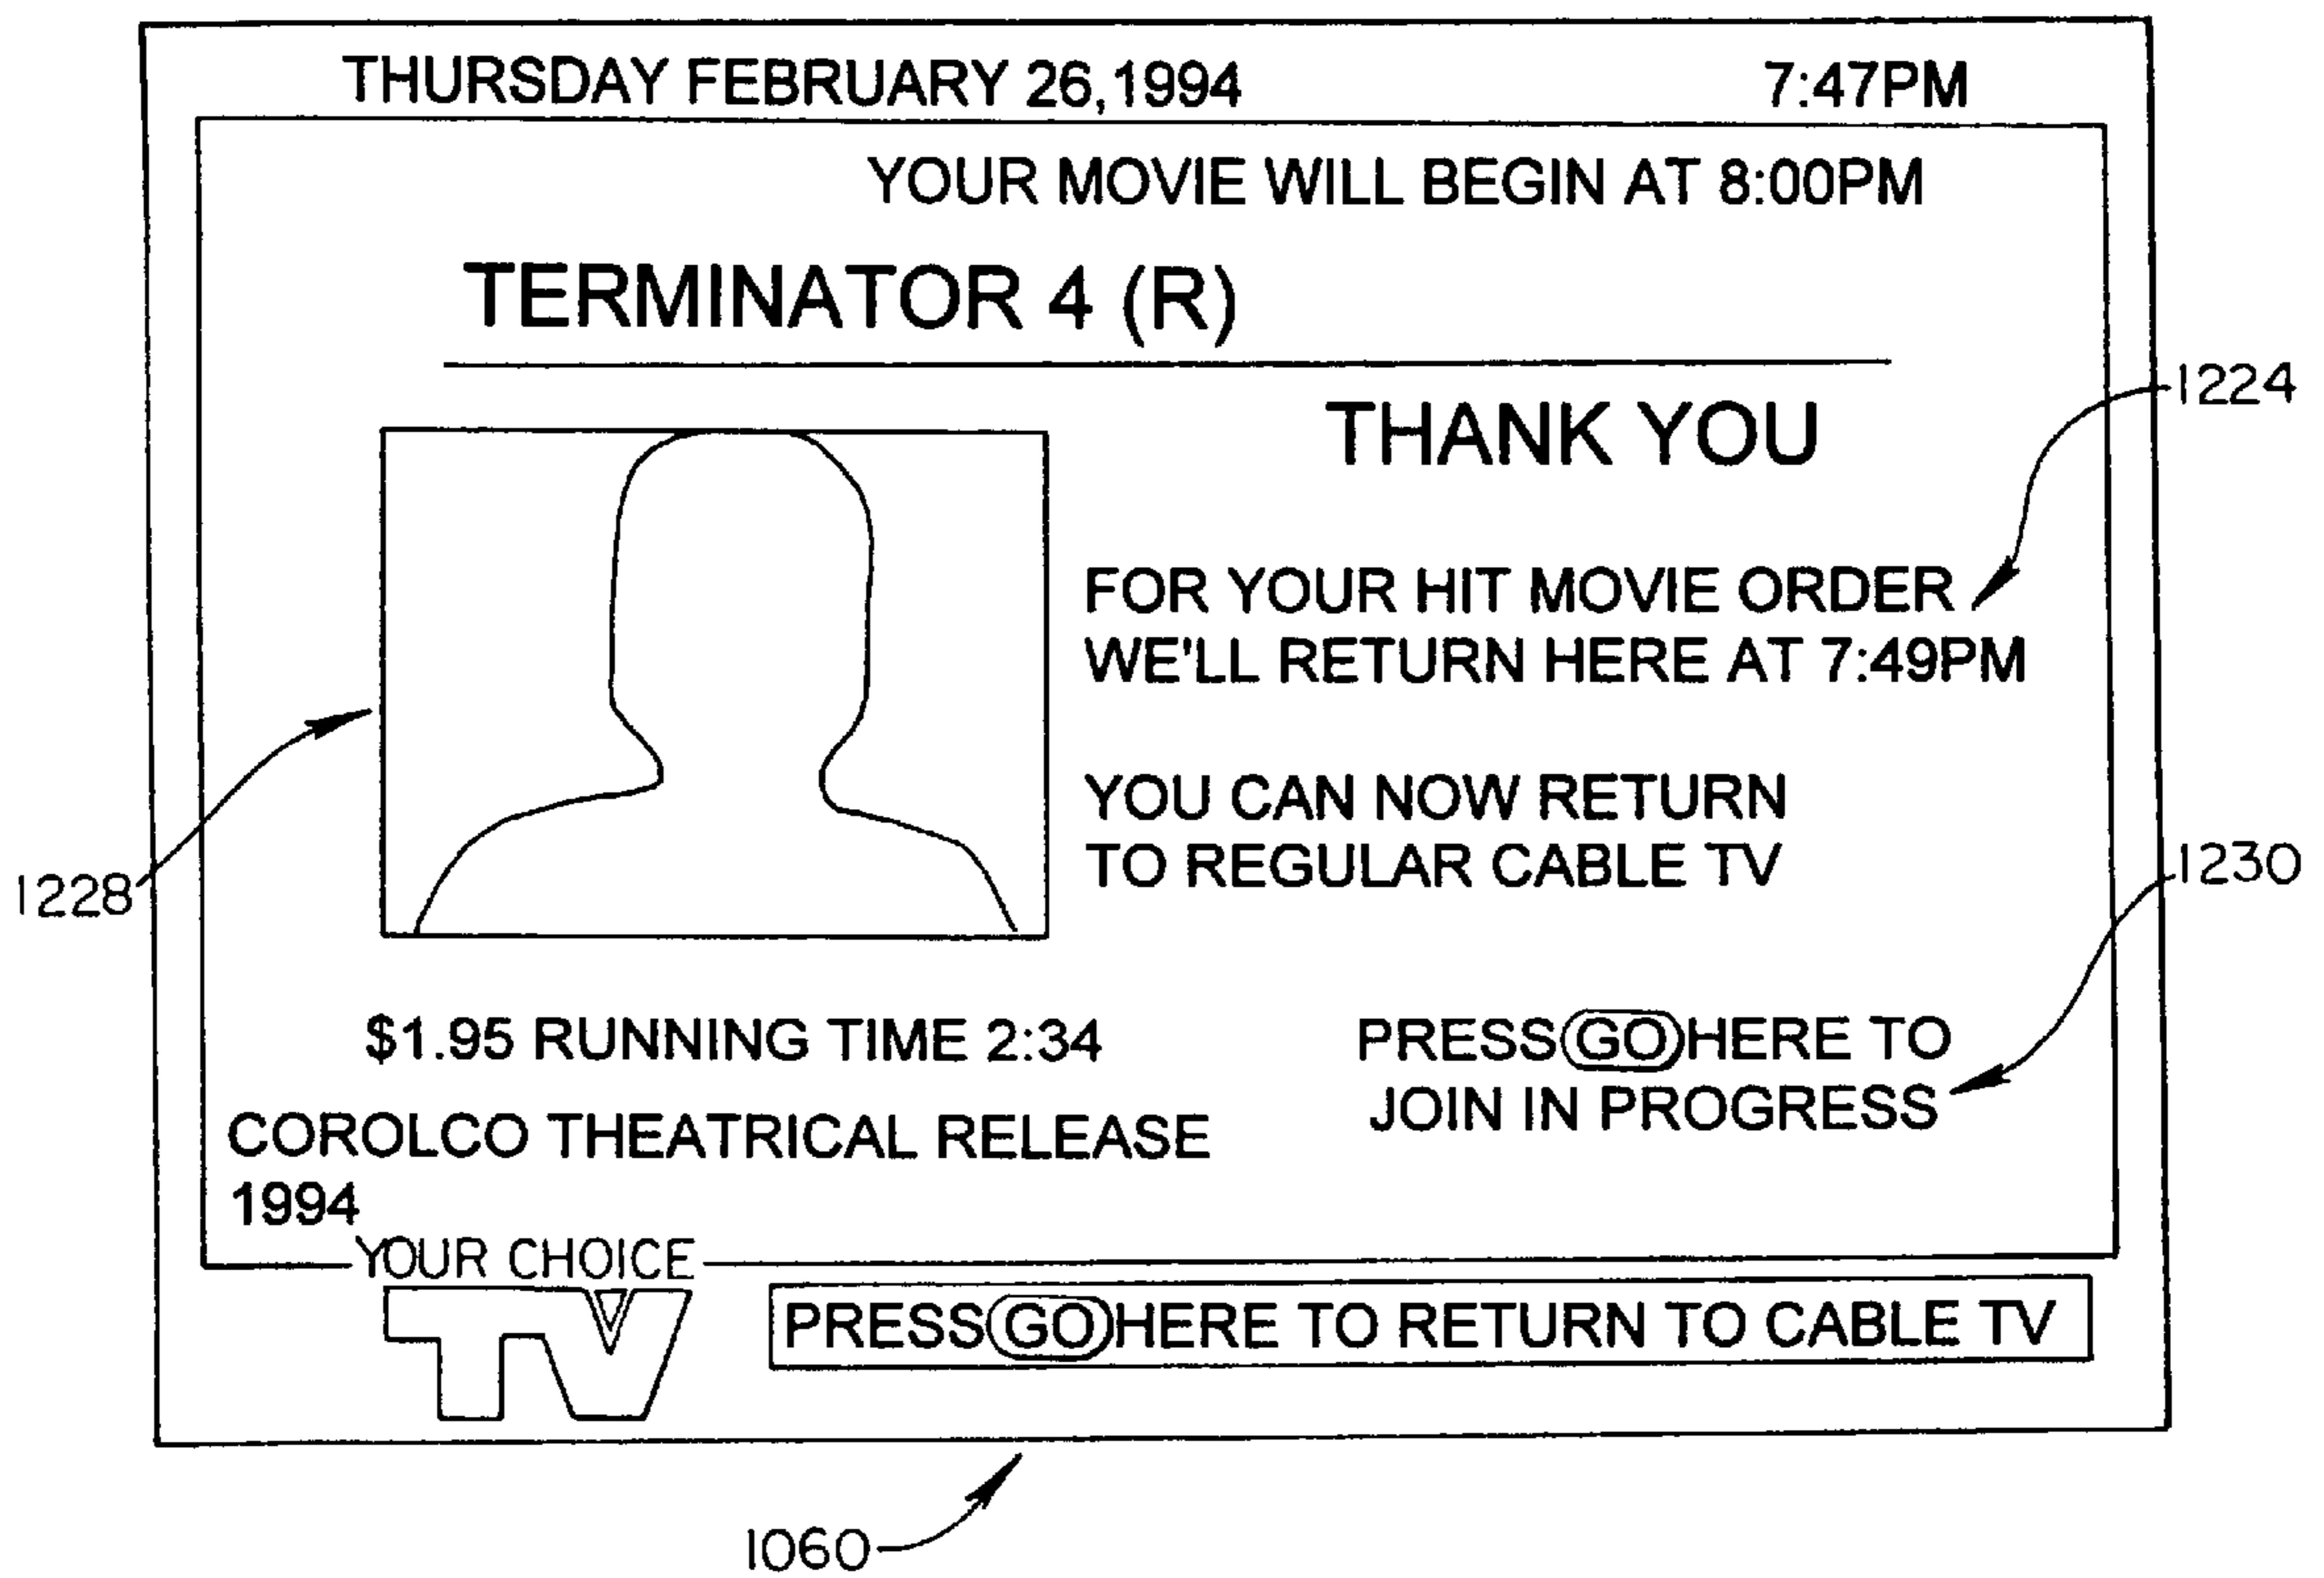 THURSDAY FEBRUARY 26,1994 7:47PM
YOUR MOVIE WILL BEGIN AT 8:00PM
TERMINATOR 4 (R)
1224
THANK YOU
FOR YOUR HIT MOVIE ORDER
WE'LL RETURN HERE AT 7:49PM
YOU CAN NOW RETURN
TO REGULAR CABLE TV
1228
1230
$1.95 RUNNING TIME 2:34
COROLCO THEATRICAL RELEASE
1994
PRESS GO HERE TO
JOIN IN PROGRESS
YOUR CHOICE
TV
PRESS GO HERE TO RETURN TO CABLE TV
1060